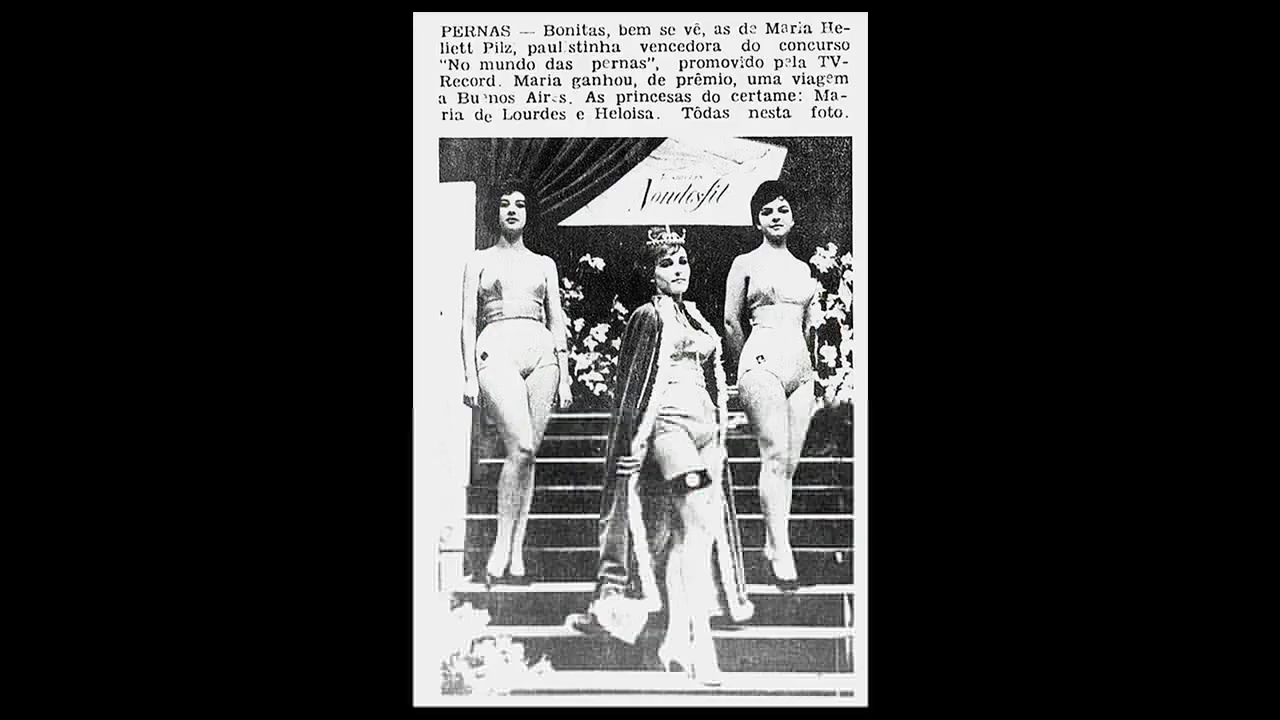 PERNAS — Bonitas, bem se vê, as de Maria He-
liett Pilz, paulistinha vencedora do concurso
"No mundo das pernas", promovido pela TV-
Record. Maria ganhou, de prêmio, uma viagem
a Buenos Aires. As princesas do certame: Ma-
ria de Lourdes e Heloisa. Tôdas nesta foto.
Nondesfil